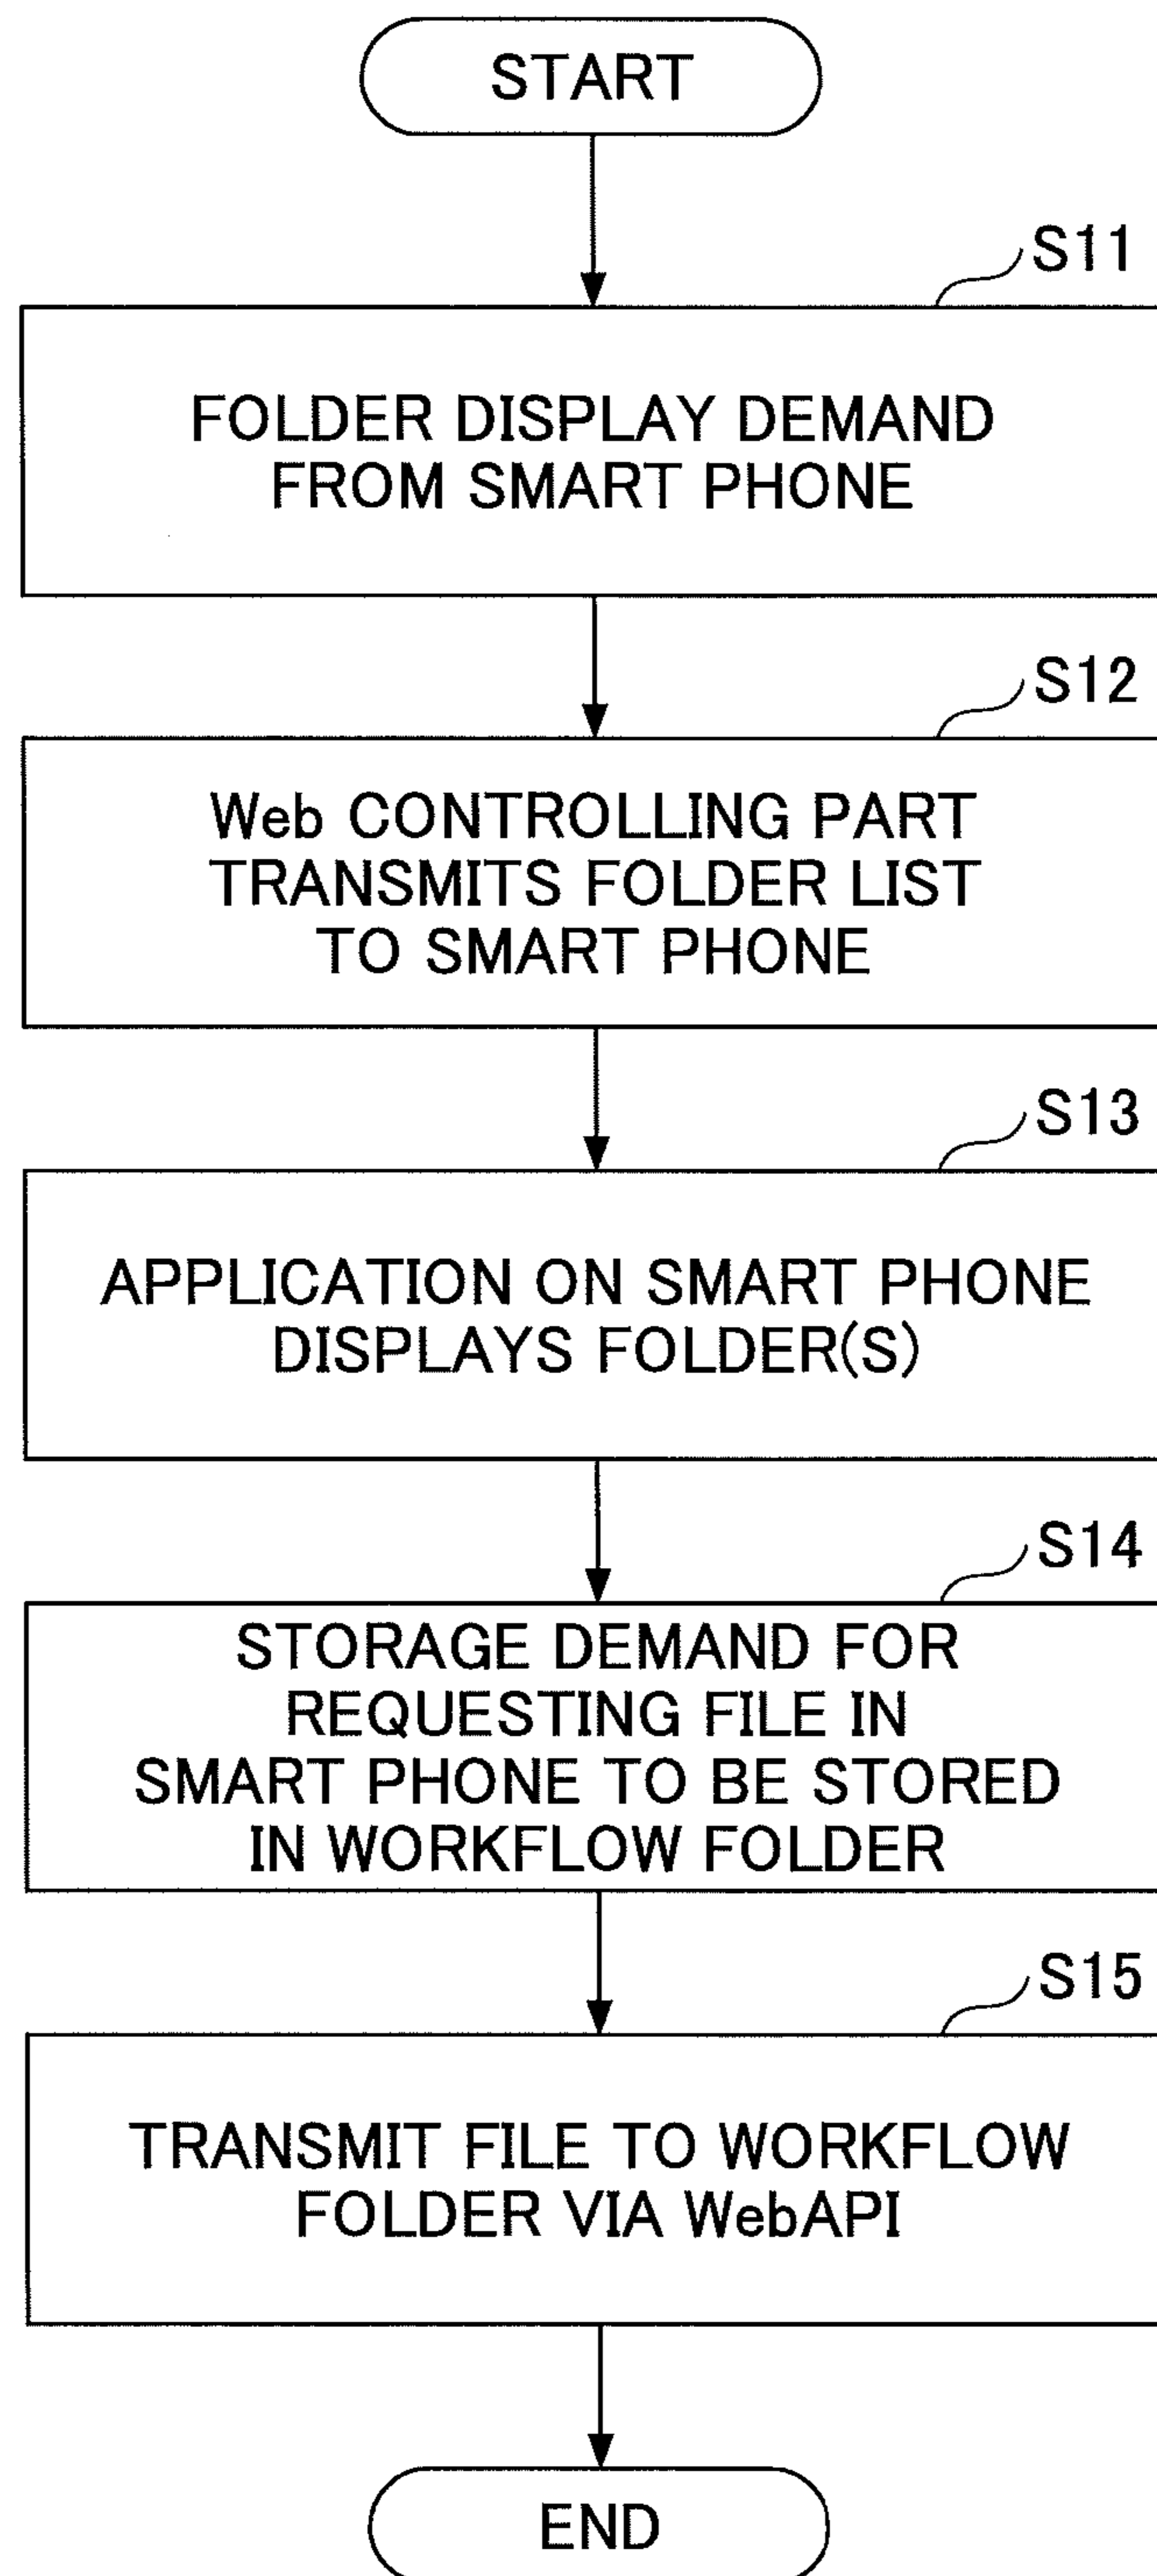 START
S11
FOLDER DISPLAY DEMAND
FROM SMART PHONE
S12
Web CONTROLLING PART
TRANSMITS FOLDER LIST
TO SMART PHONE
S13
APPLICATION ON SMART PHONE
DISPLAYS FOLDER(S)
S14
STORAGE DEMAND FOR
REQUESTING FILE IN
SMART PHONE TO BE STORED
IN WORKFLOW FOLDER
S15
TRANSMIT FILE TO WORKFLOW
FOLDER VIA WebAPI
END